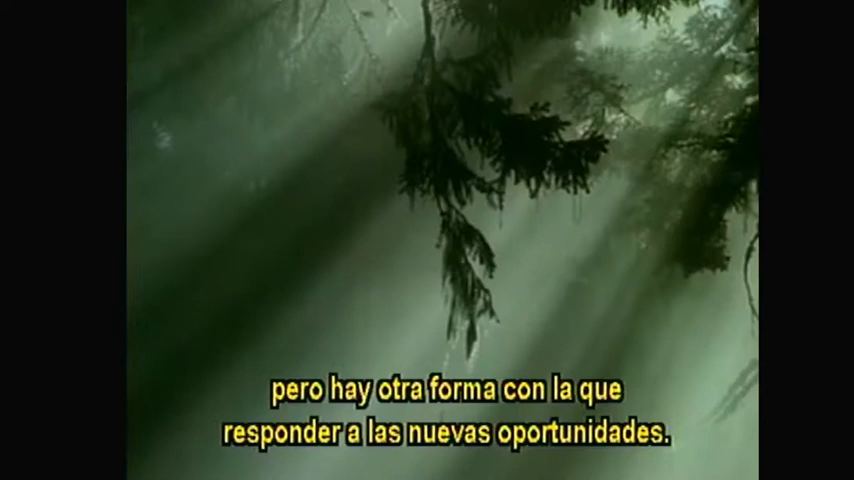 pero hay otra forma con la que
responder a las nuevas oportunidades.